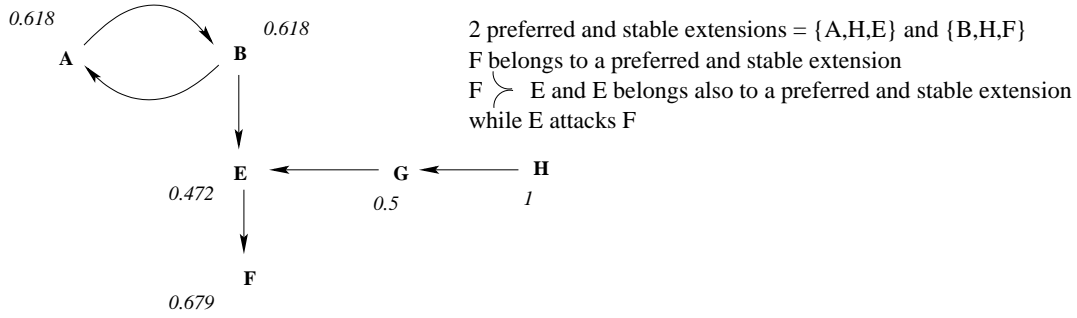 0.618
A
B
0.618
2 preferred and stable extensions = {A,H,E} and {B,H,F}
F belongs to a preferred and stable extension
F ≻ E and E belongs also to a preferred and stable extension
while E attacks F
E
0.472
G
0.5
H
1
F
0.679